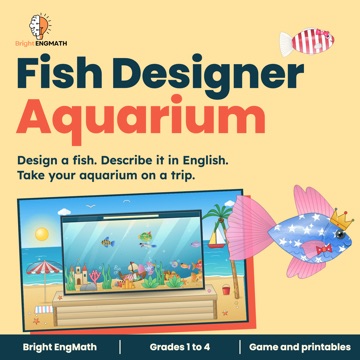 Bright ENGMATH
Fish Designer
Aquarium
Design a fish. Describe it in English.
Take your aquarium on a trip.
Bright EngMath | Grades 1 to 4 | Game and printables